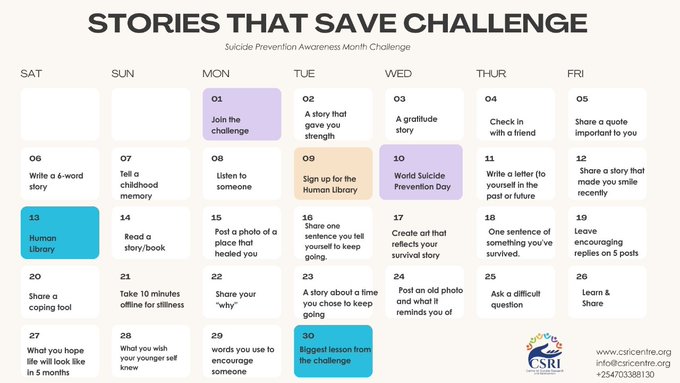 STORIES THAT SAVE CHALLENGE
Suicide Prevention Awareness Month Challenge
SAT
SUN
MON
TUE
WED
THUR
FRI
01
Join the
challenge
02
A story that
gave you
strength
03
A gratitude
story
04
Check in
with a friend
05
Share a quote
important to you
06
Write a 6-word
story
07
Tell a
childhood
memory
08
Listen to
someone
09
Sign up for the
Human Library
10
World Suicide
Prevention Day
11
Write a letter (to
yourself in the
past or future
12
Share a story that
made you smile
recently
13
Human
Library
14
Read a
story/book
15
Post a photo of a
place that
healed you
16
Share one
sentence you tell
yourself to keep
going.
17
Create art that
reflects your
survival story
18
One sentence of
something you've
survived.
19
Leave
encouraging
replies on 5 posts
20
Share a
coping tool
21
Take 10 minutes
offline for stillness
22
Share your
"why"
23
A story about a time
you chose to keep
going
24
Post an old photo
and what it
reminds you of
25
Ask a difficult
question
26
Learn &
Share
27
What you hope
life will look like
in 5 months
28
What you wish
your younger self
knew
29
words you use to
encourage
someone
30
Biggest lesson from
the challenge
CSRI
www.csricentre.org
info@csricentre.org
+254703388130